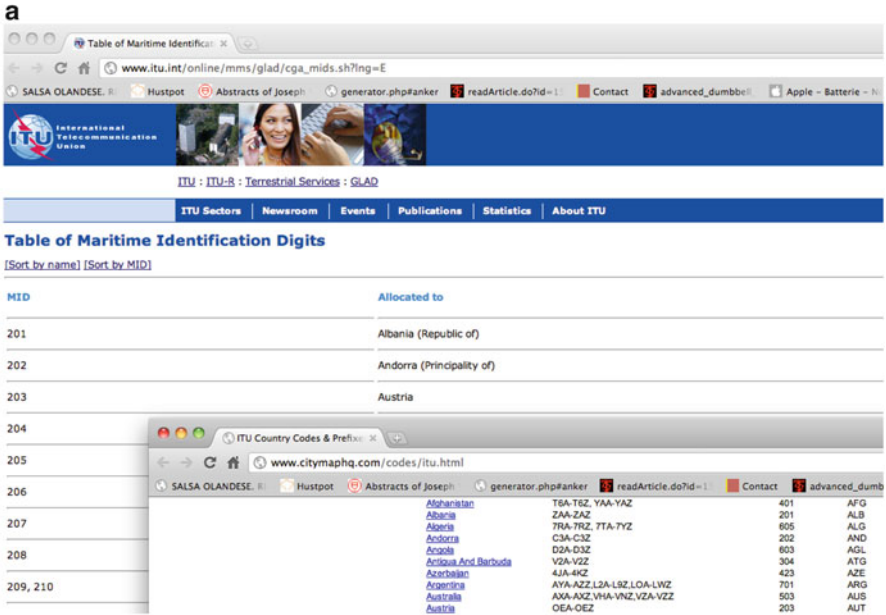 a
Table of Maritime Identificat
www.itu.int/online/mms/glad/cga_mids.sh?lng=E
SALSA OLANDESE. R Hustpot Abstracts of Joseph generator.php#anker readArticle.do?id=1 Contact advanced_dumbbell_ Apple – Batterie – N
ITU
International
Telecommunication
Union
ITU : ITU-R : Terrestrial Services : GLAD
ITU Sectors | Newsroom | Events | Publications | Statistics | About ITU
Table of Maritime Identification Digits
[Sort by name] [Sort by MID]
MID Allocated to
201 Albania (Republic of)
202 Andorra (Principality of)
203 Austria
204
205
206
207
208
209, 210
ITU Country Codes & Prefixe
www.citymaphq.com/codes/itu.html
SALSA OLANDESE. R Hustpot Abstracts of Joseph generator.php#anker readArticle.do?id=1 Contact advanced_dumb
Afghanistan T6A-T6Z, YAA-YAZ 401 AFG
Albania ZAA-ZAZ 201 ALB
Algeria 7RA-7RZ, 7TA-7YZ 605 ALG
Andorra C3A-C3Z 202 AND
Angola D2A-D3Z 603 AGL
Antigua And Barbuda V2A-V2Z 304 ATG
Azerbaijan 4JA-4KZ 423 AZE
Argentina AYA-AZZ,L2A-L9Z,LOA-LWZ 701 ARG
Australia AXA-AXZ,VHA-VNZ,VZA-VZZ 503 AUS
Austria OEA-OEZ 203 AUT